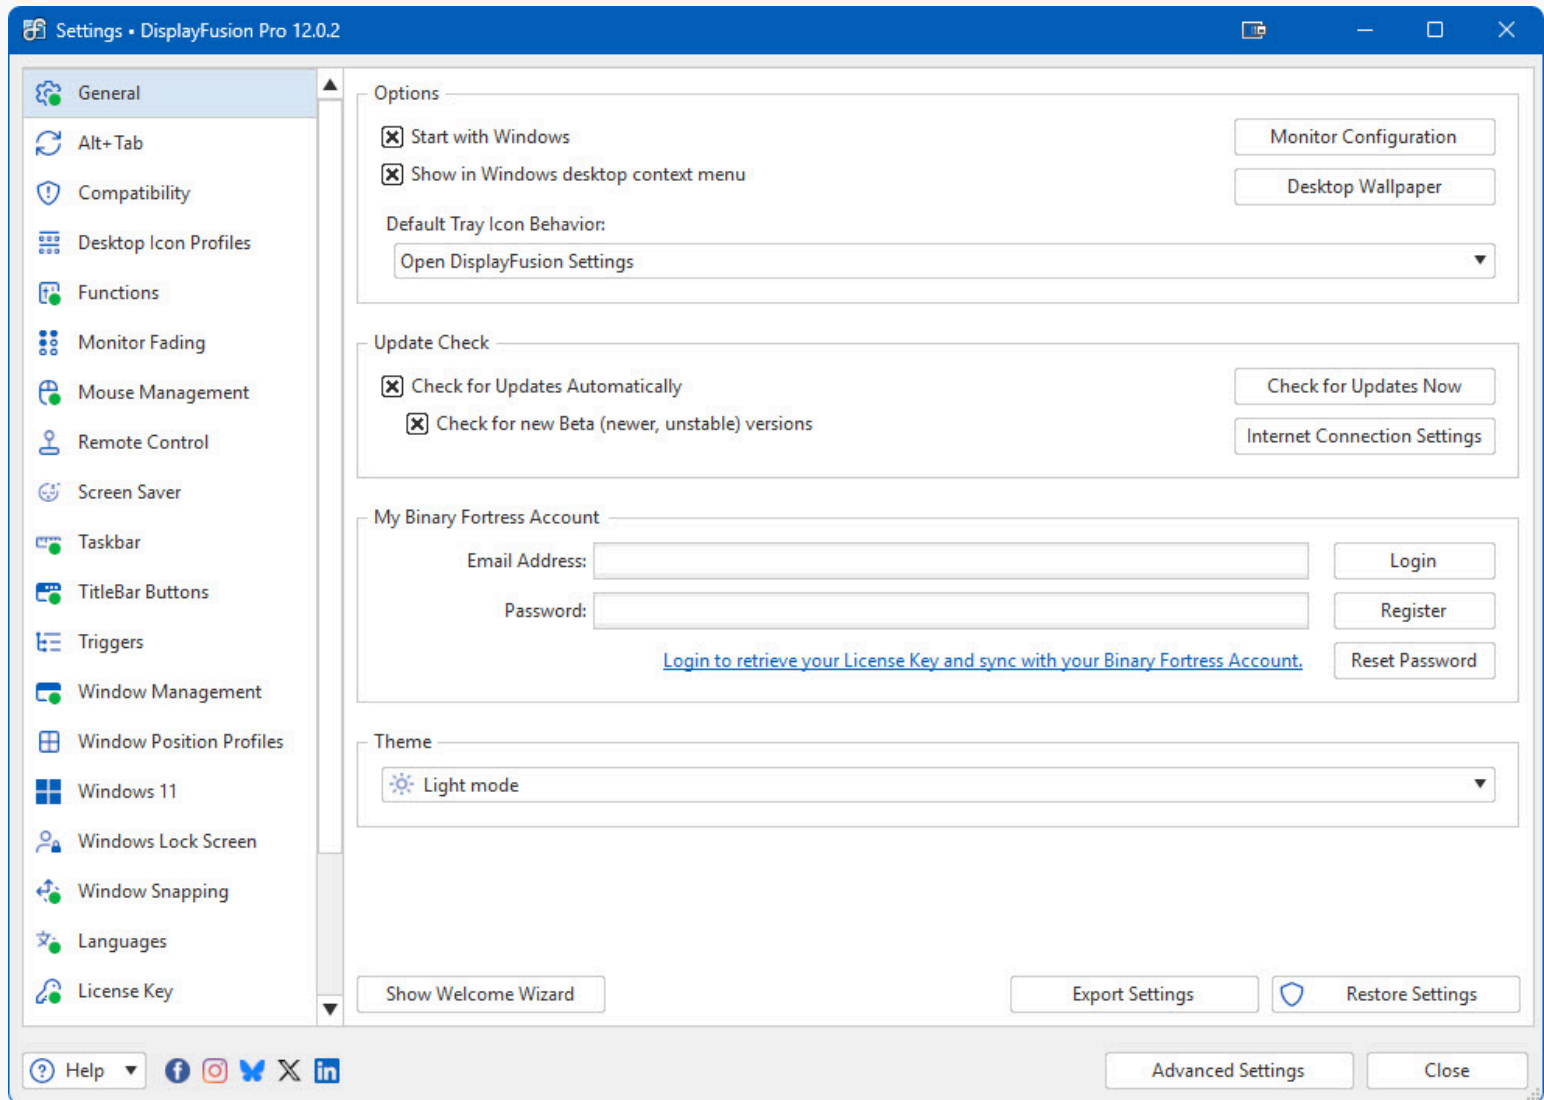 Settings • DisplayFusion Pro 12.0.2
General
Alt+Tab
Compatibility
Desktop Icon Profiles
Functions
Monitor Fading
Mouse Management
Remote Control
Screen Saver
Taskbar
TitleBar Buttons
Triggers
Window Management
Window Position Profiles
Windows 11
Windows Lock Screen
Window Snapping
Languages
License Key
Options
Start with Windows
Monitor Configuration
Show in Windows desktop context menu
Desktop Wallpaper
Default Tray Icon Behavior:
Open DisplayFusion Settings
Update Check
Check for Updates Automatically
Check for Updates Now
Check for new Beta (newer, unstable) versions
Internet Connection Settings
My Binary Fortress Account
Email Address:
Login
Password:
Register
Login to retrieve your License Key and sync with your Binary Fortress Account.
Reset Password
Theme
Light mode
Show Welcome Wizard
Export Settings
Restore Settings
Help
Advanced Settings
Close